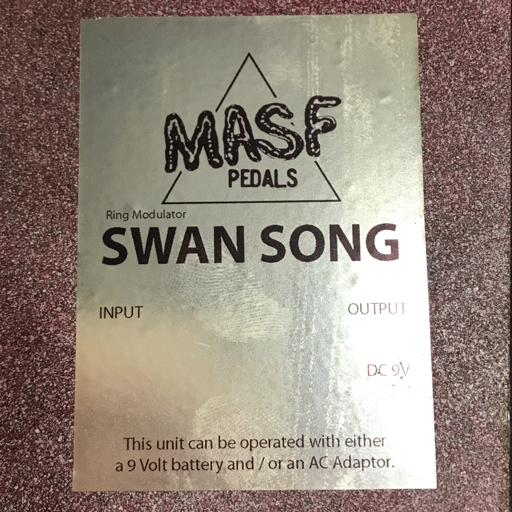 MASF
PEDALS
Ring Modulator
SWAN SONG
INPUT OUTPUT
DC 9V
This unit can be operated with either
a 9 Volt battery and / or an AC Adaptor.